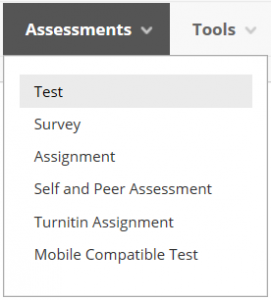 Assessments Tools
Test
Survey
Assignment
Self and Peer Assessment
Turnitin Assignment
Mobile Compatible Test